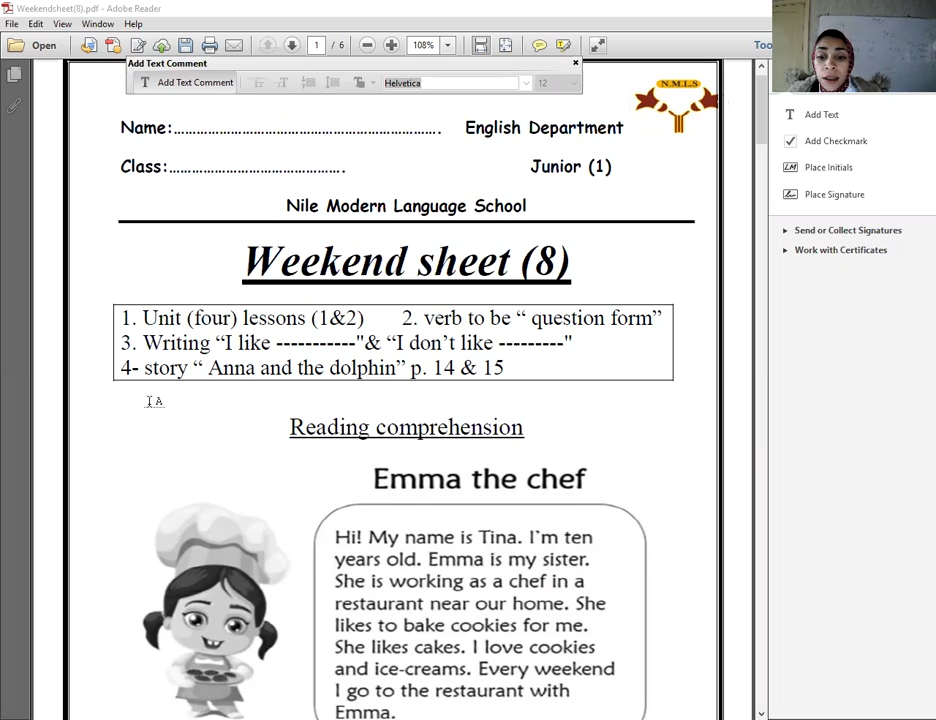 Weekendsheet(8).pdf - Adobe Reader
File Edit View Window Help
Open 1 / 6 108% Too
Add Text Comment
Add Text Comment Helvetica 12
N.M.L.S
Add Text
Add Checkmark
Place Initials
Place Signature
Send or Collect Signatures
Work with Certificates
Name:................................................................. English Department
Class:.......................................... Junior (1)
Nile Modern Language School
Weekend sheet (8)
1. Unit (four) lessons (1&2) 2. verb to be “ question form”
3. Writing “I like -----------"& “I don’t like ---------"
4- story “ Anna and the dolphin” p. 14 & 15
Reading comprehension
Emma the chef
Hi! My name is Tina. I’m ten
years old. Emma is my sister.
She is working as a chef in a
restaurant near our home. She
likes to bake cookies for me.
She likes cakes. I love cookies
and ice-creams. Every weekend
I go to the restaurant with
Emma.